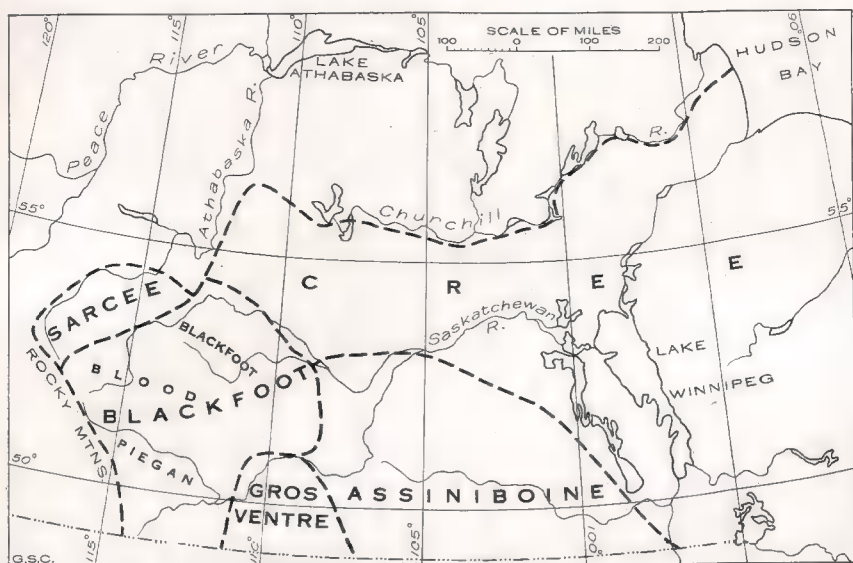 120°
115°
110°
105°
SCALE OF MILES
100 0 100 200
90°
HUDSON
BAY
Peace River
LAKE
ATHABASKA
Athabaska R.
R.
Churchill
55°
55°
C R E E
SARCEE
BLACKFOOT
Saskatchewan
R.
BLOOD
BLACKFOOT
LAKE
WINNIPEG
ROCKY MTNS
PIEGAN
50°
GROS
VENTRE
ASSINIBOINE
115°
110°
105°
100°
G.S.C.